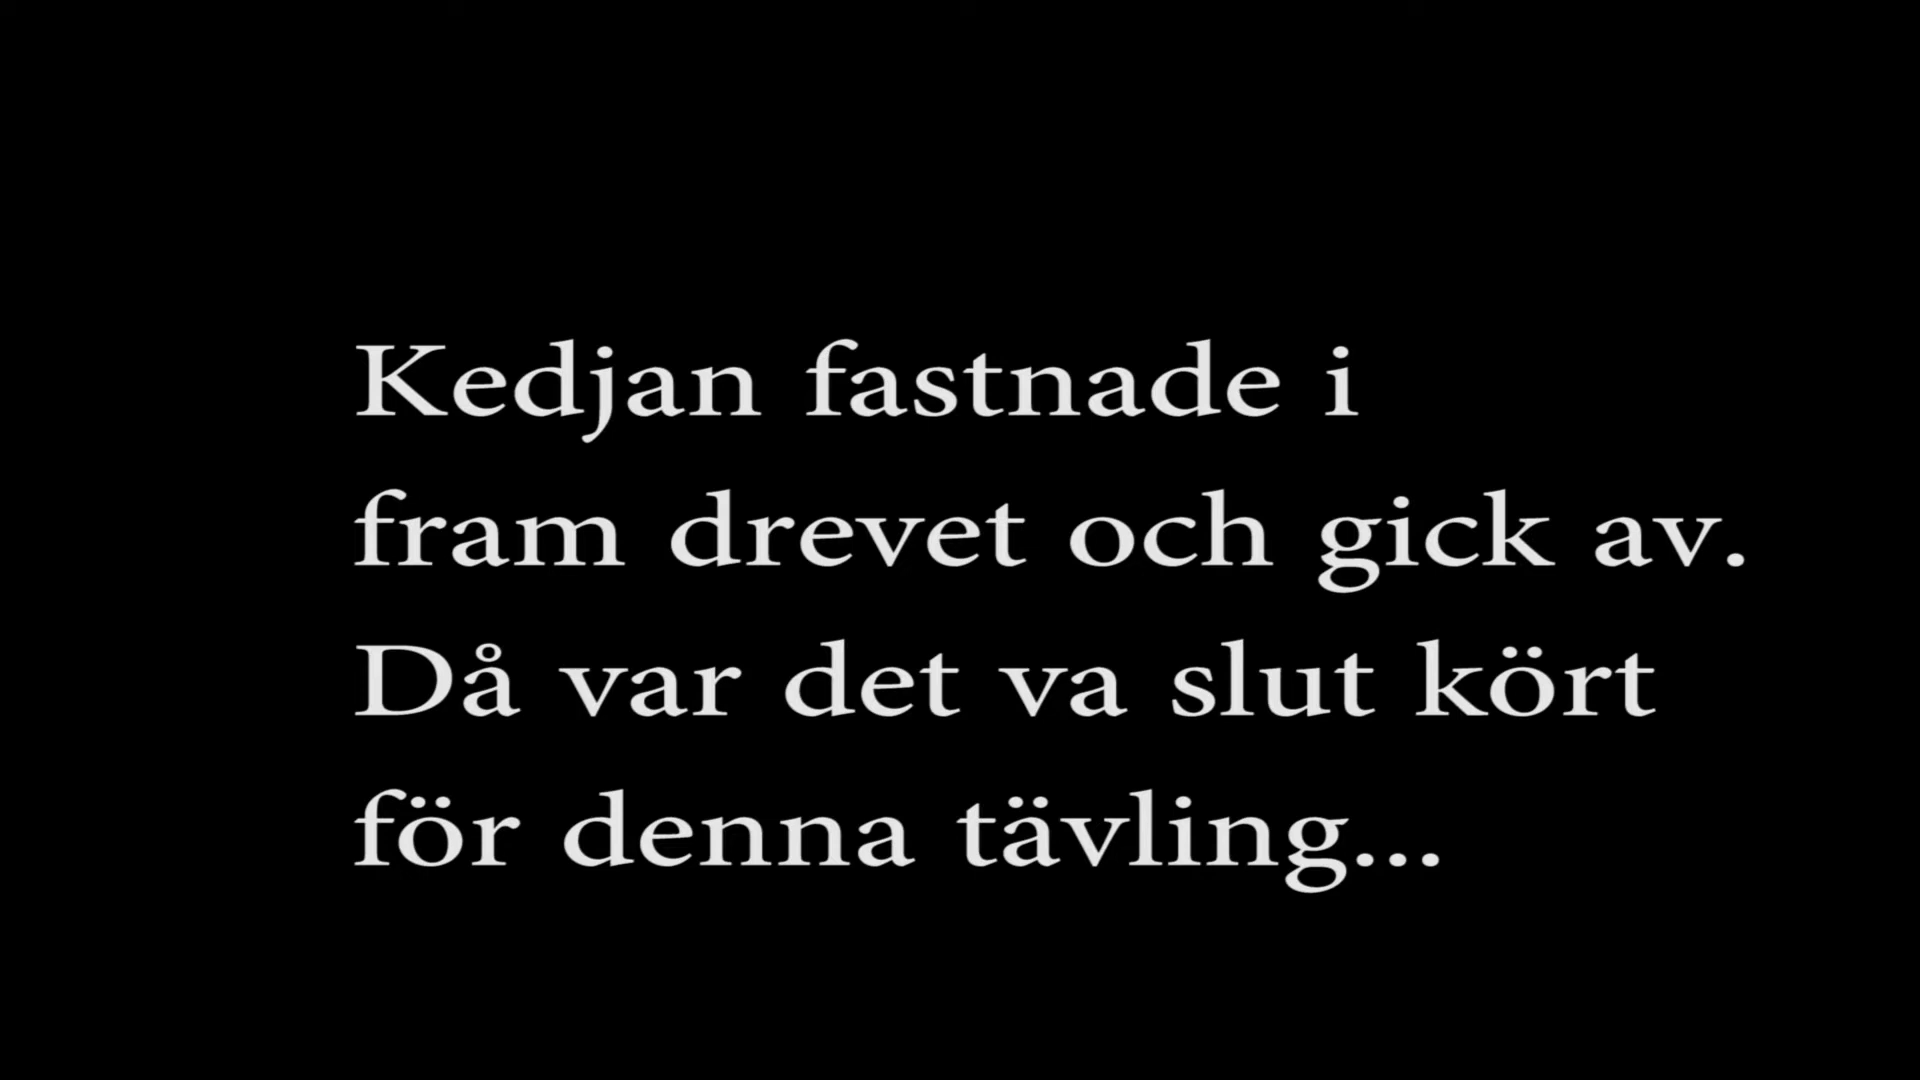 Kedjan fastnade i
fram drevet och gick av.
Då var det va slut kört
för denna tävling...